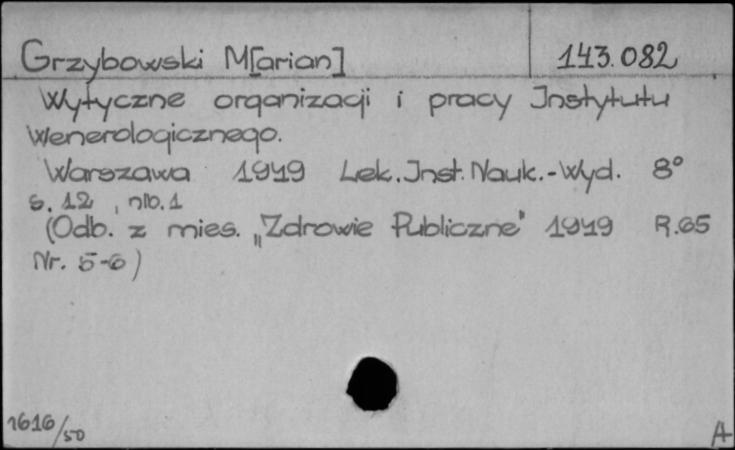 Grzybowski M[arian] 143.082
Wytyczne organizacji i pracy Instytutu
Wenerologicznego.
Warszawa 1949 Lek. Inst. Nauk.-Wyd. 8°
s. 12, nlb. 1
(Odb. z mies. „Zdrowie Publiczne" 1949 R.65
Nr. 5-6)
1616/50 A